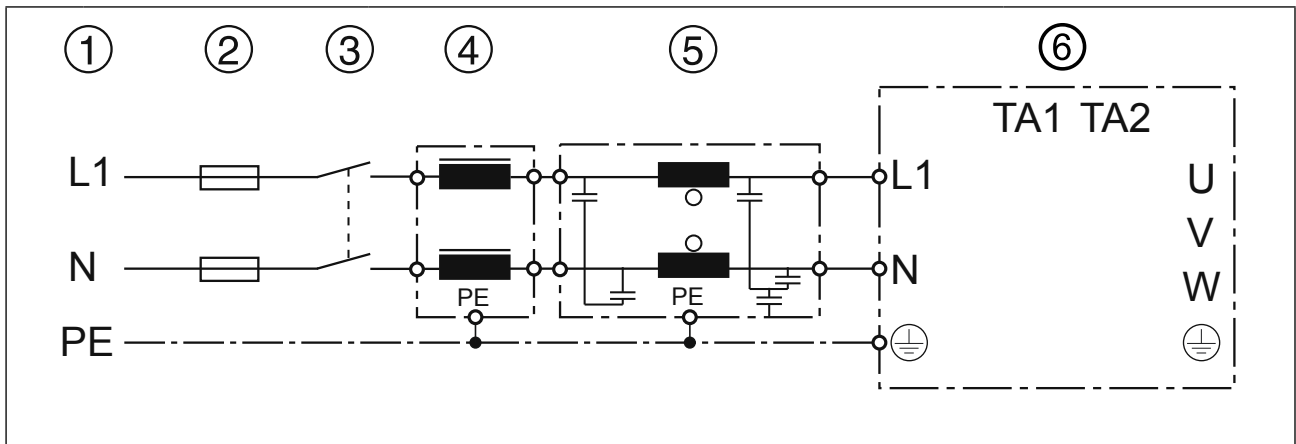 ① ② ③ ④ ⑤ ⑥
TA1 TA2
L1 L1 U
V
N N W
PE PE
PE